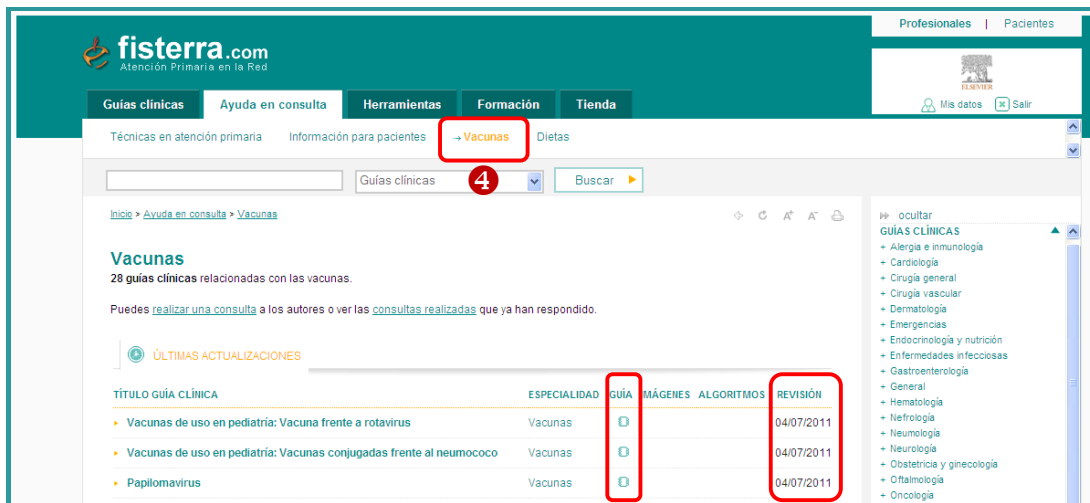 Profesionales | Pacientes
fisterra.com
Atención Primaria en la Red
ELSEVIER
Mis datos Salir
Guías clínicas Ayuda en consulta Herramientas Formación Tienda
Técnicas en atención primaria Información para pacientes → Vacunas Dietas
4
Guías clínicas Buscar
Inicio > Ayuda en consulta > Vacunas
A+ A-
ocultar
GUÍAS CLÍNICAS
+ Alergia e inmunología
+ Cardiología
+ Cirugía general
+ Cirugía vascular
+ Dermatología
+ Emergencias
+ Endocrinología y nutrición
+ Enfermedades infecciosas
+ Gastroenterología
+ General
+ Hematología
+ Nefrología
+ Neumología
+ Neurología
+ Obstetricia y ginecología
+ Oftalmología
+ Oncología
Vacunas
28 guías clínicas relacionadas con las vacunas.
Puedes realizar una consulta a los autores o ver las consultas realizadas que ya han respondido.
ÚLTIMAS ACTUALIZACIONES
TÍTULO GUÍA CLÍNICA ESPECIALIDAD GUÍA IMÁGENES ALGORITMOS REVISIÓN
Vacunas de uso en pediatría: Vacuna frente a rotavirus Vacunas 04/07/2011
Vacunas de uso en pediatría: Vacunas conjugadas frente al neumococo Vacunas 04/07/2011
Papilomavirus Vacunas 04/07/2011